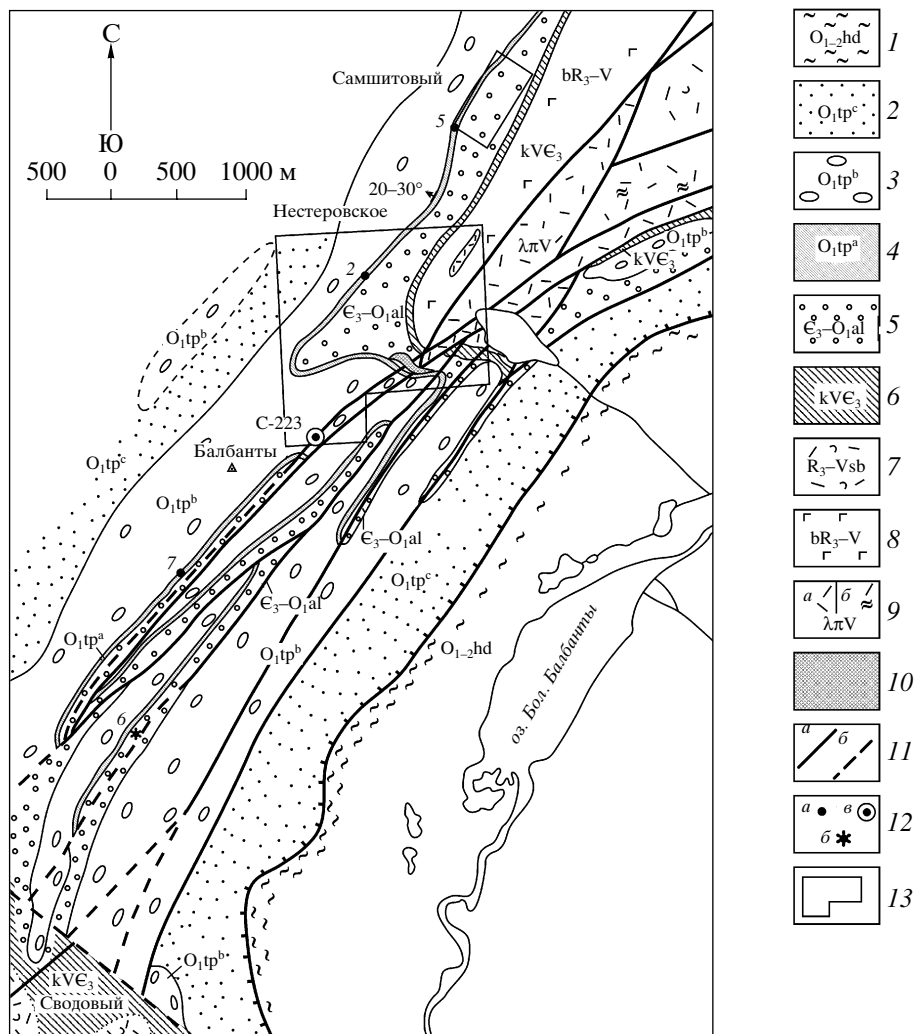 С
Ю
500 0 500 1000 м
Самшитовый
5
20–30°
Нестеровское
2
bR₃–V
kVЄ₃
λπV
O₁tpᵇ
kVЄ₃
Є₃–O₁al
O₁tpᵇ
С-223
Балбанты
O₁tpᶜ
O₁tpᵇ
7
Є₃–O₁al
Є₃–O₁al
O₁tpᶜ
O₁tpᵃ
O₁tpᵇ
O₁₋₂hd
6
оз. Бол. Балбанты
O₁tpᵇ
kVЄ₃
Сводовый
O₁₋₂hd 1
O₁tpᶜ 2
O₁tpᵇ 3
O₁tpᵃ 4
Є₃–O₁al 5
kVЄ₃ 6
R₃–Vsb 7
bR₃–V 8
а б λπV 9
10
а б 11
а в б 12
13